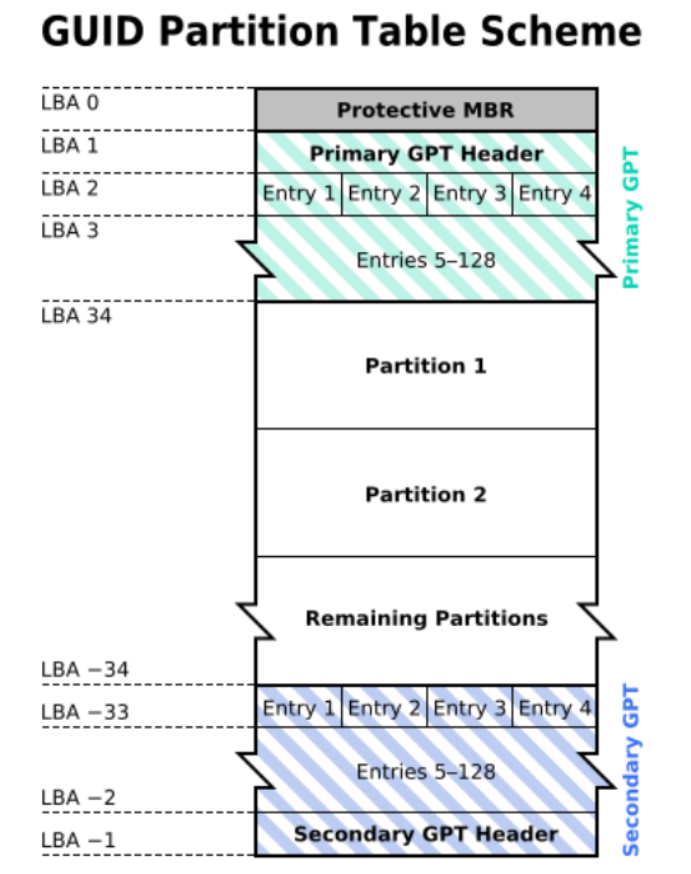 GUID Partition Table Scheme
LBA 0
Protective MBR
LBA 1
Primary GPT Header
LBA 2
Entry 1 Entry 2 Entry 3 Entry 4
LBA 3
Entries 5–128
Primary GPT
LBA 34
Partition 1
Partition 2
Remaining Partitions
LBA −34
LBA −33
Entry 1 Entry 2 Entry 3 Entry 4
Entries 5–128
LBA −2
Secondary GPT Header
LBA −1
Secondary GPT